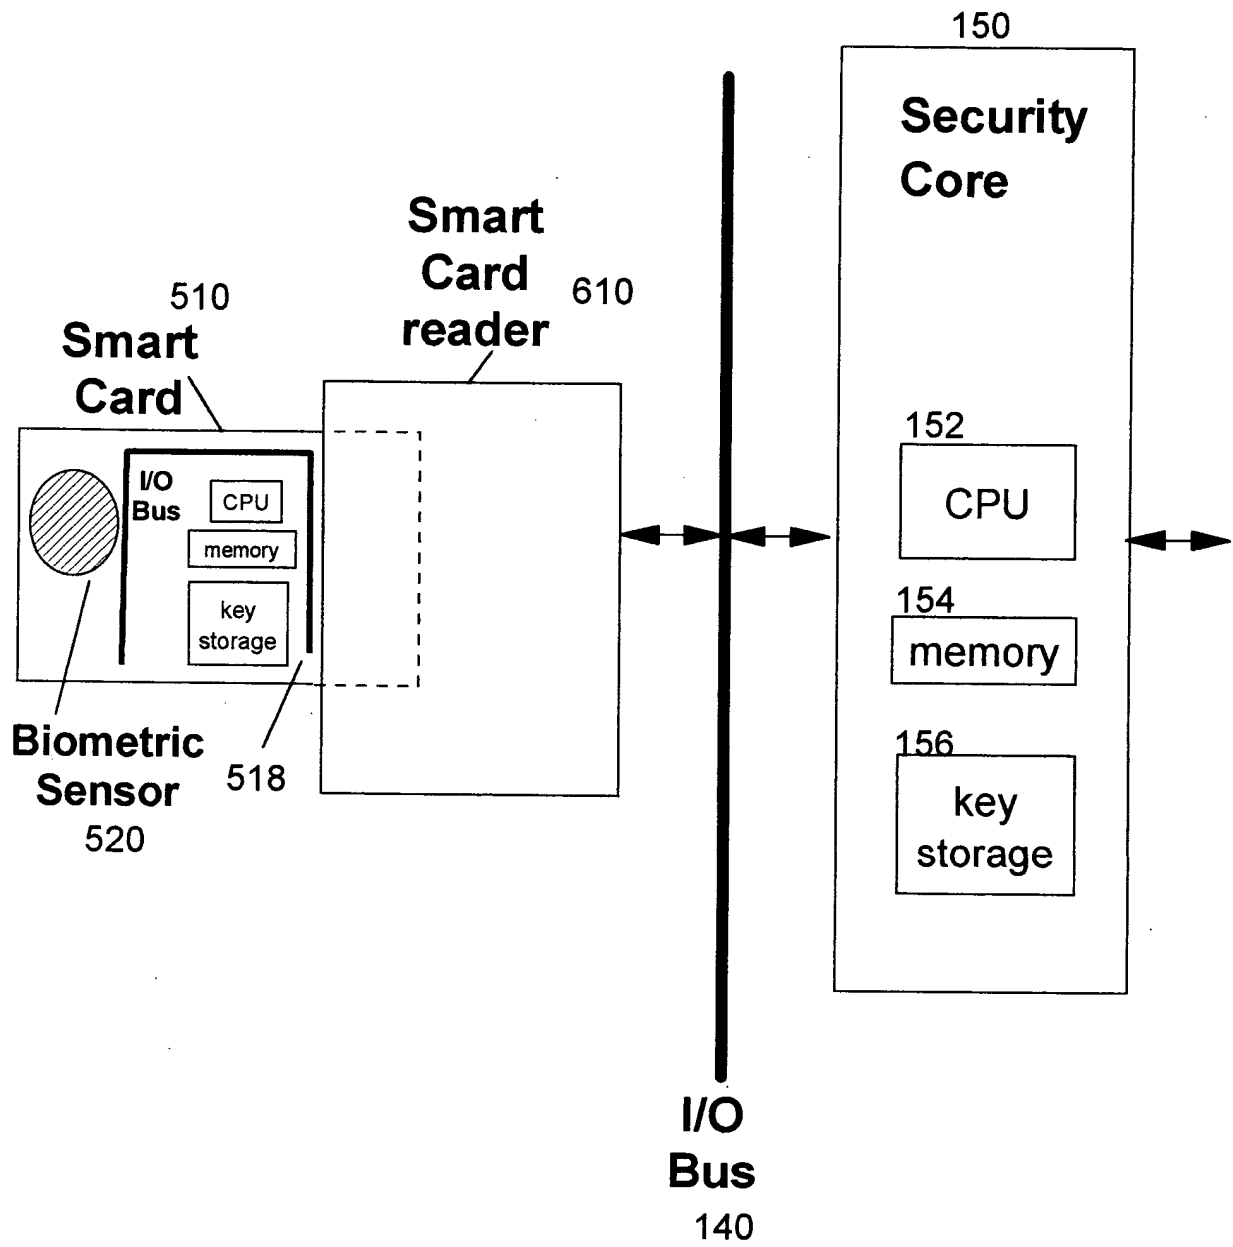 150
Security
Core
Smart
Card
reader
610
510
Smart
Card
I/O
Bus
CPU
memory
key
storage
152
CPU
154
memory
156
key
storage
Biometric
Sensor
520
518
I/O
Bus
140